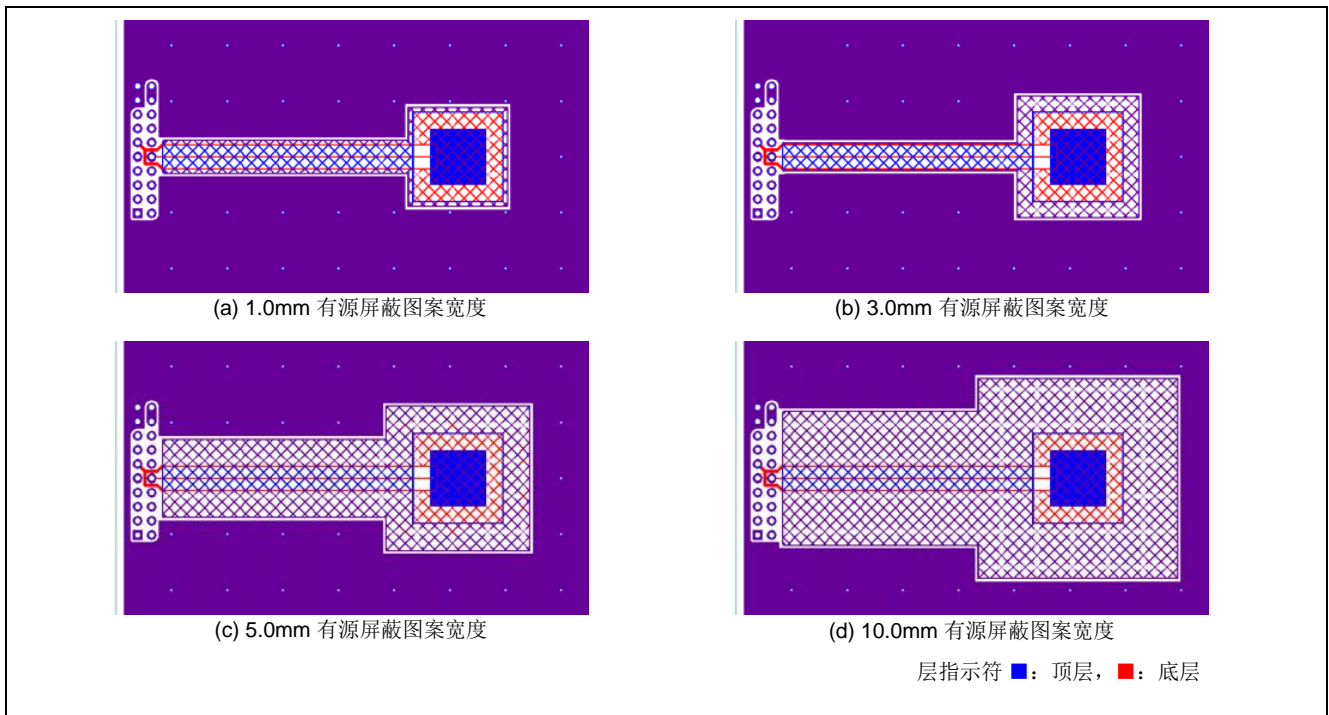 (a) 1.0mm 有源屏蔽图案宽度
(b) 3.0mm 有源屏蔽图案宽度
(c) 5.0mm 有源屏蔽图案宽度
(d) 10.0mm 有源屏蔽图案宽度
层指示符 ■：顶层，■：底层